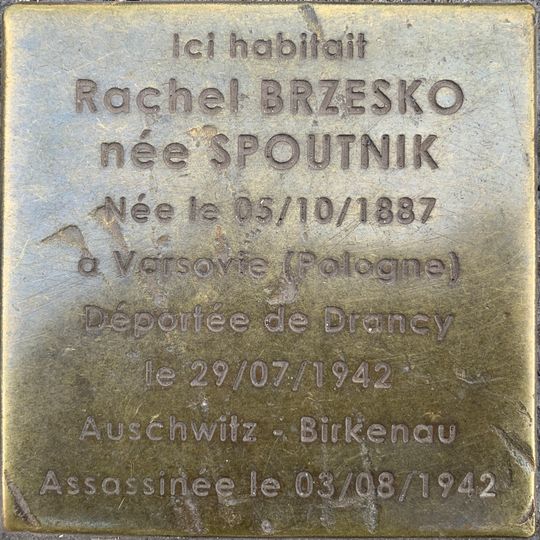 Ici habitait
Rachel BRZESKO
née SPOUTNIK
Née le 05/10/1887
à Varsovie (Pologne)
Déportée de Drancy
le 29/07/1942
Auschwitz - Birkenau
Assassinée le 03/08/1942